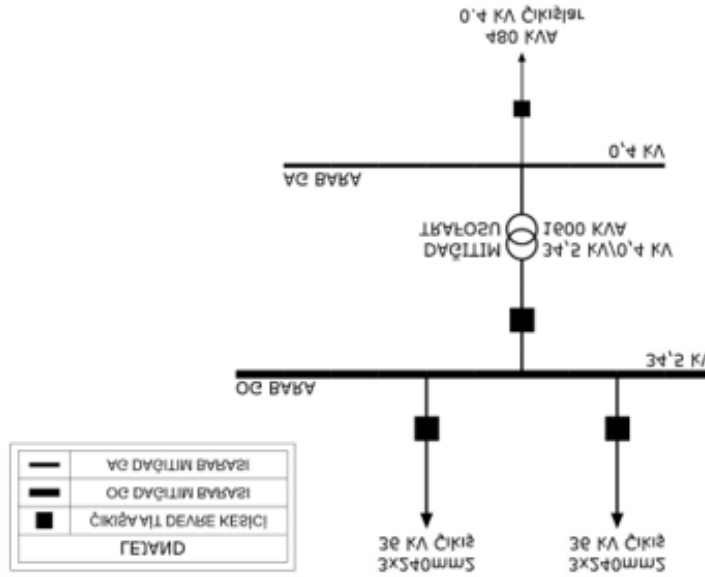 3x240mm2
36 kV Çıkış
3x240mm2
36 kV Çıkış
LEJAND
ÇIKIŞA AİT DEVRE KESİCİ
OG DAĞITIM BARASI
AG DAĞITIM BARASI
OG BARA
34,5 kV
DAĞITIM
TRAFOSU
34,5 kV/0,4 kV
1600 KVA
AG BARA
0,4 kV
480 KVA
0.4 kV Çıkışlar